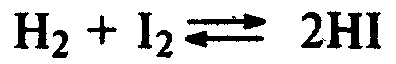 H₂ + I₂ ⇌ 2HI